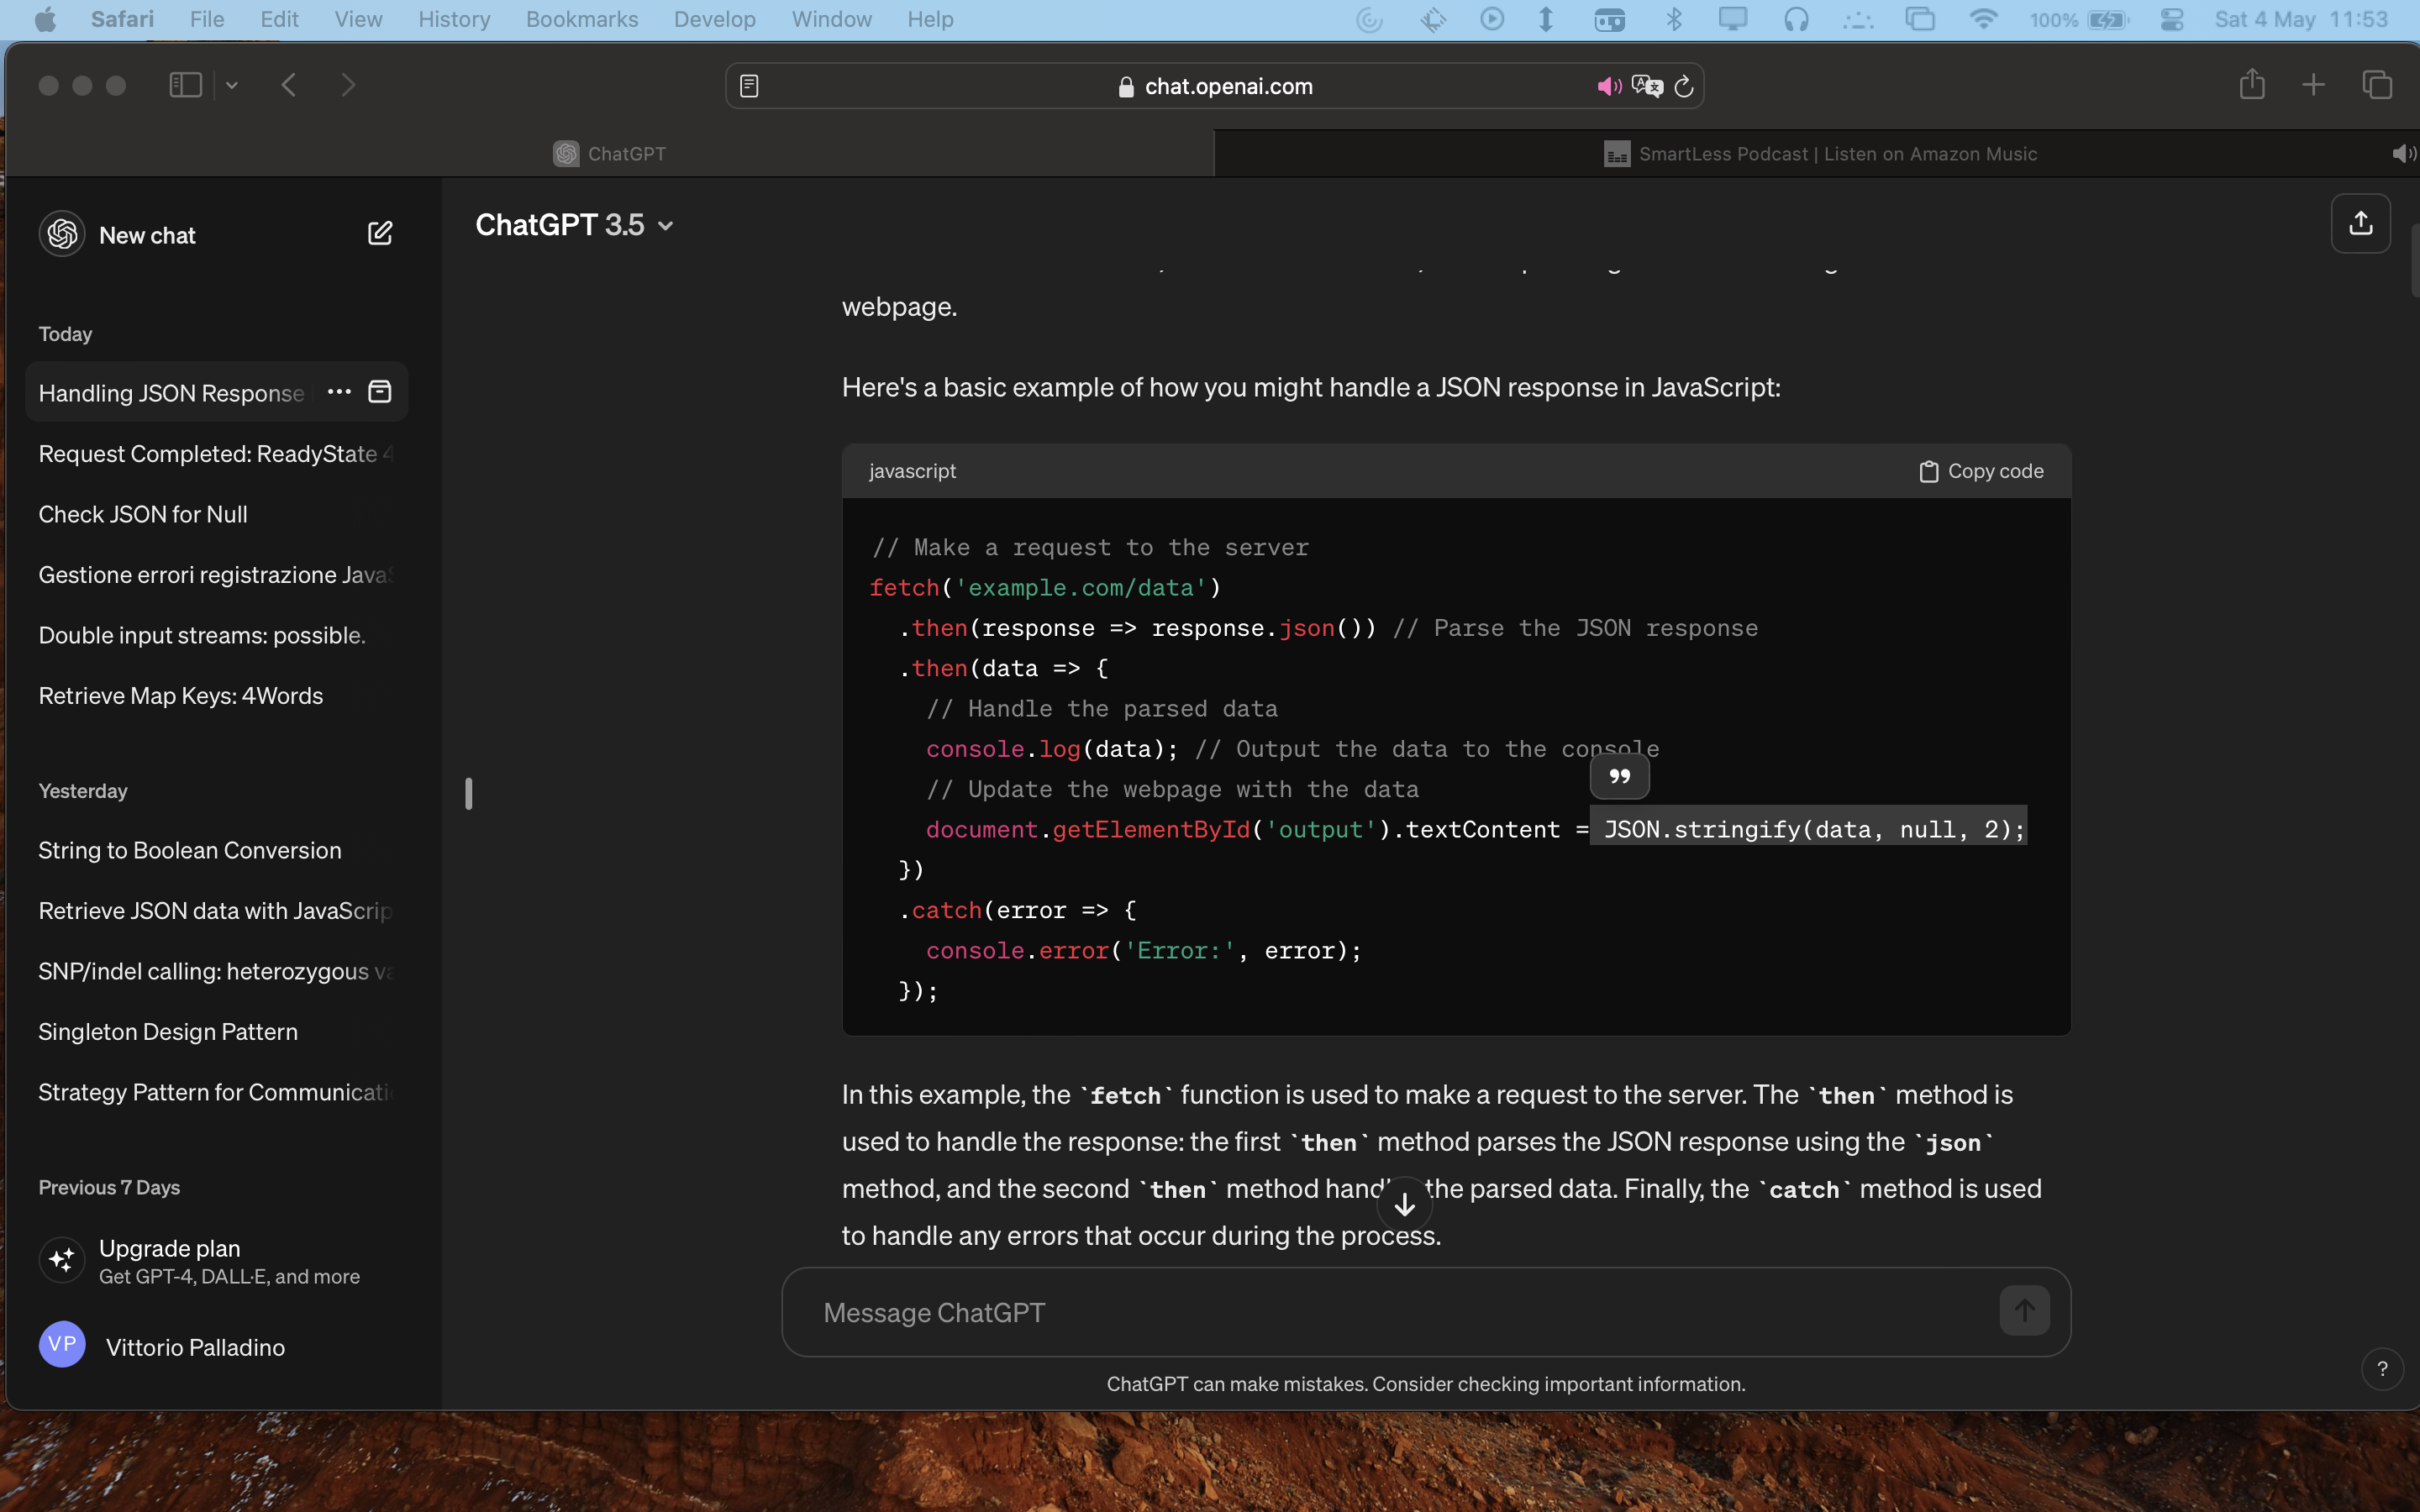 Safari File Edit View History Bookmarks Develop Window Help 100% Sat 4 May 11:53
chat.openai.com
ChatGPT
SmartLess Podcast | Listen on Amazon Music
New chat
Today
Handling JSON Response
Request Completed: ReadyState 4
Check JSON for Null
Gestione errori registrazione JavaS
Double input streams: possible.
Retrieve Map Keys: 4Words
Yesterday
String to Boolean Conversion
Retrieve JSON data with JavaScrip
SNP/indel calling: heterozygous va
Singleton Design Pattern
Strategy Pattern for Communicati
Previous 7 Days
Upgrade plan
Get GPT-4, DALL·E, and more
VP Vittorio Palladino
ChatGPT 3.5
webpage.
Here's a basic example of how you might handle a JSON response in JavaScript:
javascript Copy code
// Make a request to the server
fetch('example.com/data')
.then(response => response.json()) // Parse the JSON response
.then(data => {
// Handle the parsed data
console.log(data); // Output the data to the console
// Update the webpage with the data
document.getElementById('output').textContent = JSON.stringify(data, null, 2);
})
.catch(error => {
console.error('Error:', error);
});
In this example, the `fetch` function is used to make a request to the server. The `then` method is
used to handle the response: the first `then` method parses the JSON response using the `json`
method, and the second `then` method the parsed data. Finally, the `catch` method is used
to handle any errors that occur during the process.
Message ChatGPT
ChatGPT can make mistakes. Consider checking important information.
?